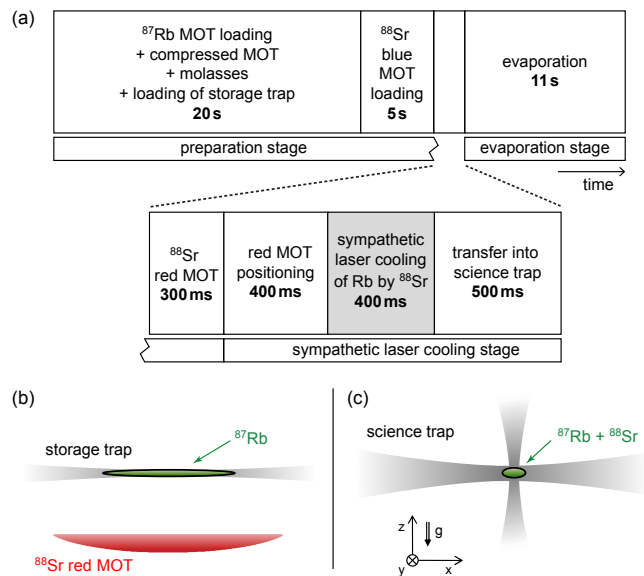 (a)
⁸⁷Rb MOT loading
+ compressed MOT
+ molasses
+ loading of storage trap
20 s
⁸⁸Sr
blue
MOT
loading
5 s
evaporation
11 s
preparation stage
evaporation stage
time
⁸⁸Sr
red MOT
300 ms
red MOT
positioning
400 ms
sympathetic
laser cooling
of Rb by ⁸⁸Sr
400 ms
transfer into
science trap
500 ms
sympathetic laser cooling stage
(b)
⁸⁷Rb
storage trap
⁸⁸Sr red MOT
(c)
science trap
⁸⁷Rb + ⁸⁸Sr
z
g
y
x